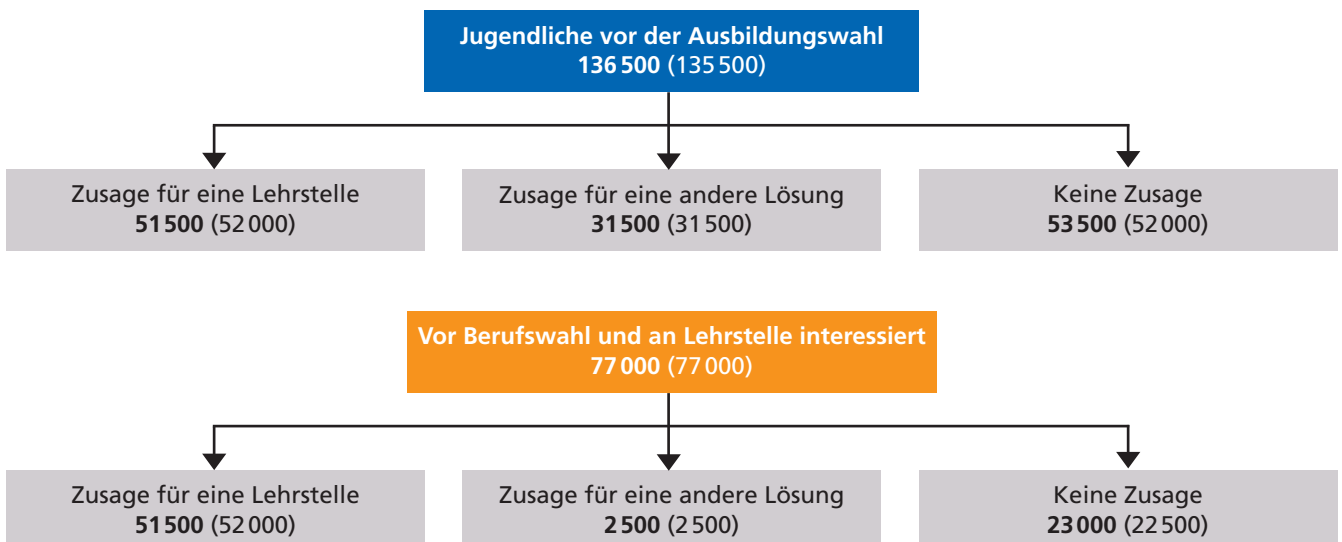 Jugendliche vor der Ausbildungswahl
136 500 (135 500)
Zusage für eine Lehrstelle
51 500 (52 000)
Zusage für eine andere Lösung
31 500 (31 500)
Keine Zusage
53 500 (52 000)
Vor Berufswahl und an Lehrstelle interessiert
77 000 (77 000)
Zusage für eine Lehrstelle
51 500 (52 000)
Zusage für eine andere Lösung
2 500 (2 500)
Keine Zusage
23 000 (22 500)